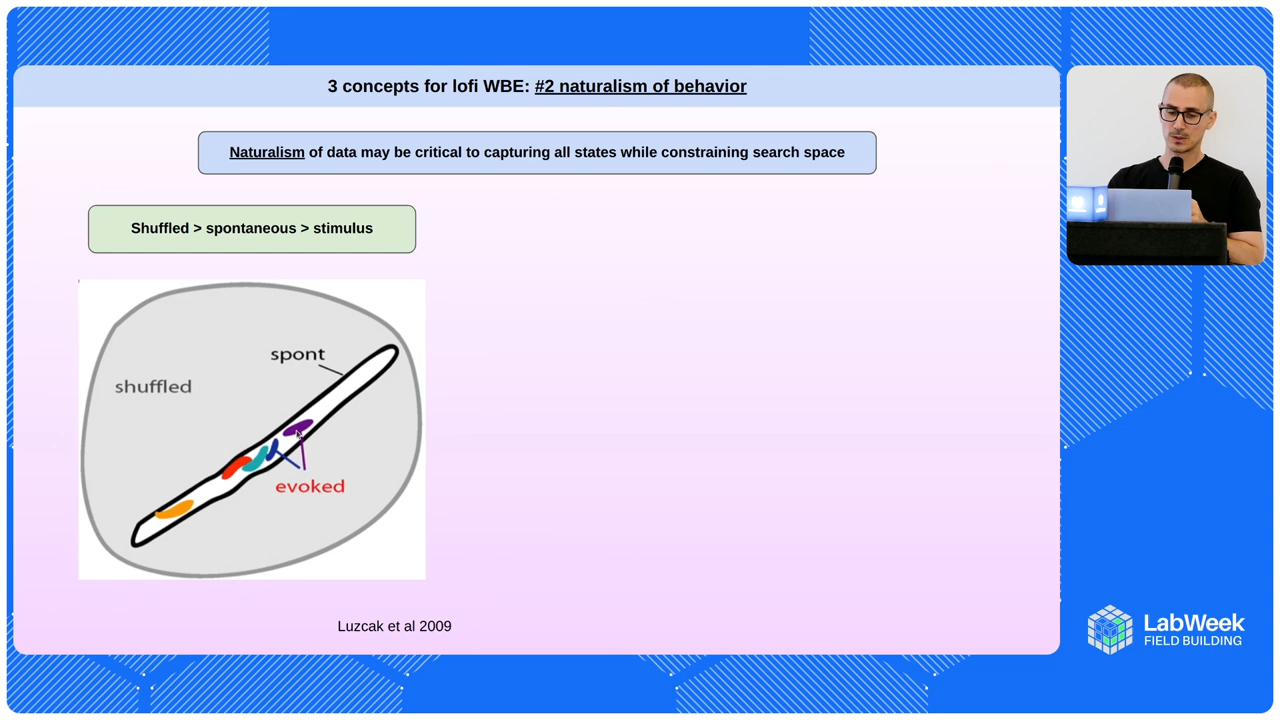 3 concepts for lofi WBE: #2 naturalism of behavior
Naturalism of data may be critical to capturing all states while constraining search space
Shuffled > spontaneous > stimulus
spont
shuffled
evoked
Luzcak et al 2009
LabWeek
FIELD BUILDING